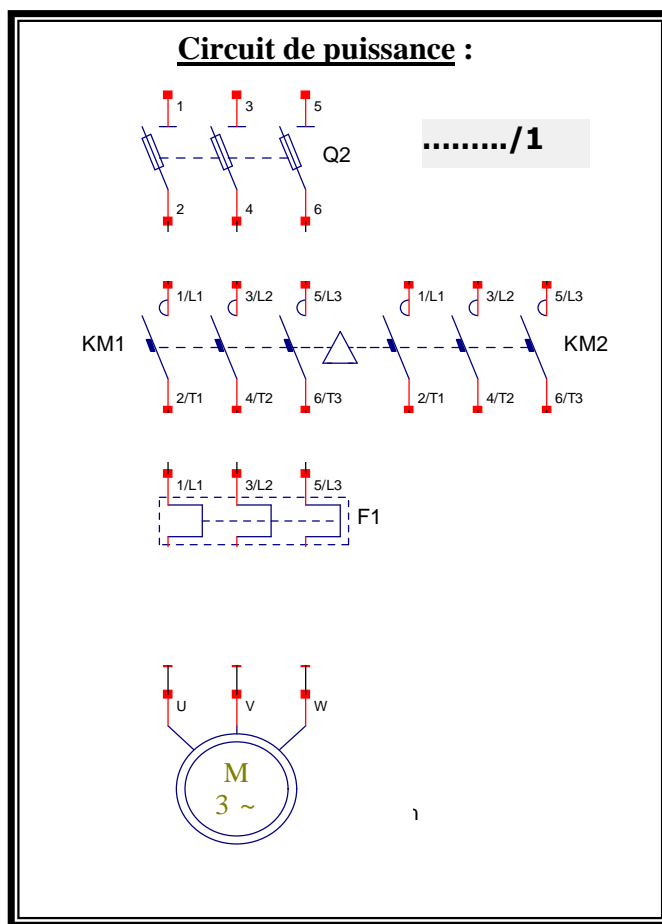 Circuit de puissance :
1 3 5
........./1
Q2
2 4 6
1/L1 3/L2 5/L3 1/L1 3/L2 5/L3
KM1 KM2
2/T1 4/T2 6/T3 2/T1 4/T2 6/T3
1/L1 3/L2 5/L3
F1
U V W
M
3 ~